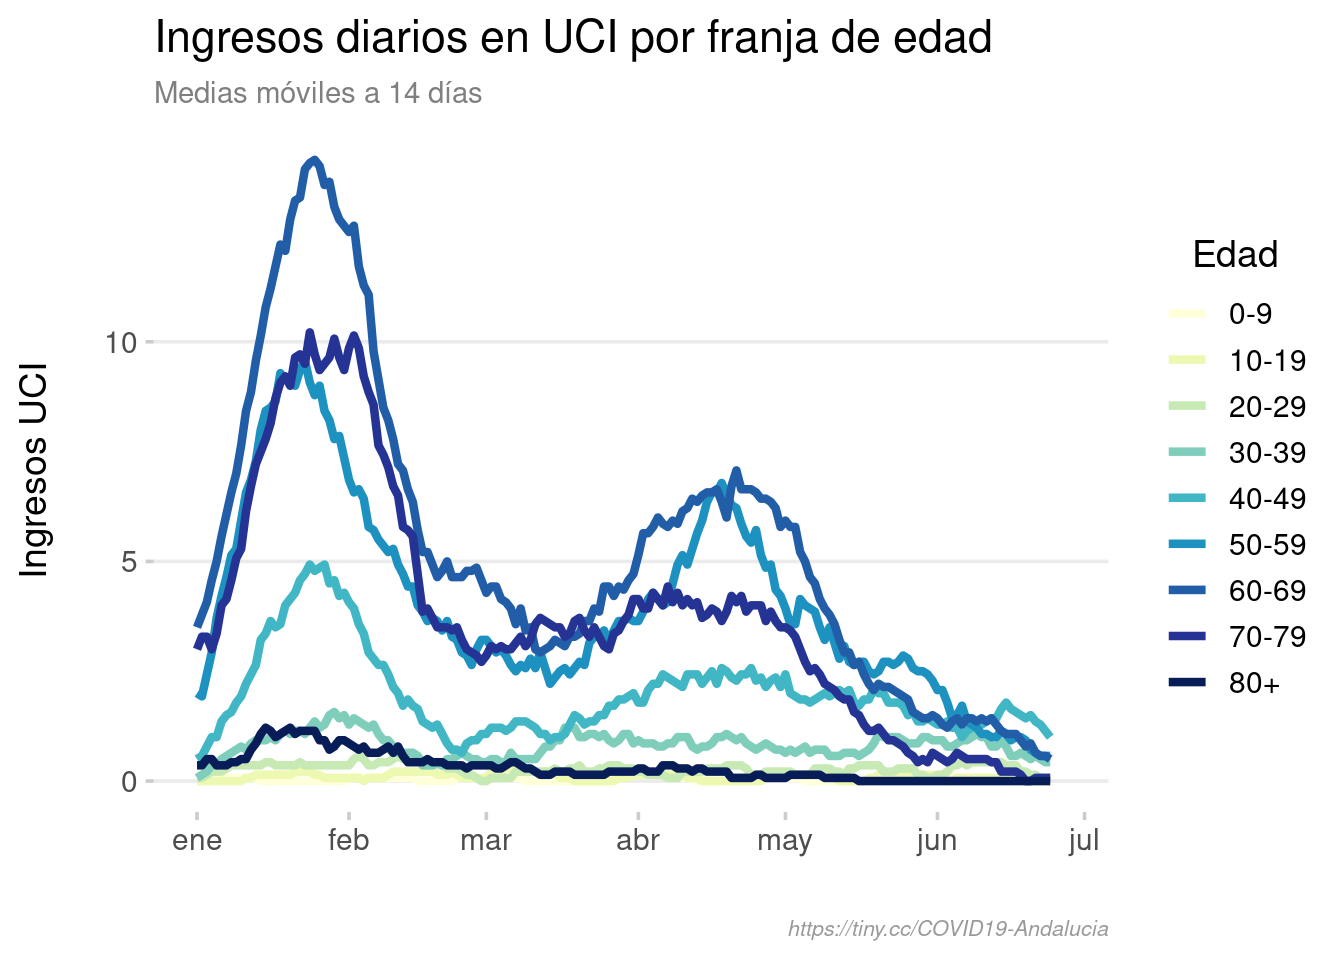 Ingresos diarios en UCI por franja de edad
Medias móviles a 14 días
Ingresos UCI
10
5
0
ene feb mar abr may jun jul
Edad
0-9
10-19
20-29
30-39
40-49
50-59
60-69
70-79
80+
https://tiny.cc/COVID19-Andalucia